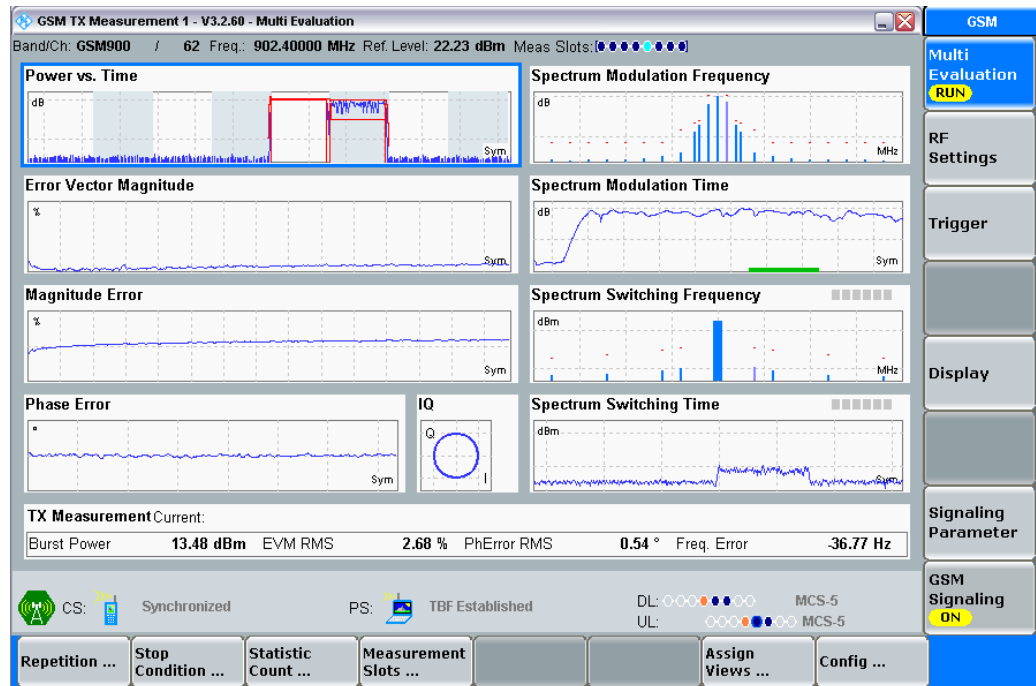 GSM TX Measurement 1 - V3.2.60 - Multi Evaluation
GSM
Band/Ch: GSM900 / 62 Freq.: 902.40000 MHz Ref. Level: 22.23 dBm Meas Slots:
Multi
Evaluation
RUN
Power vs. Time
dB
Sym
Spectrum Modulation Frequency
dB
MHz
RF
Settings
Error Vector Magnitude
%
Sym
Spectrum Modulation Time
dB
Sym
Trigger
Magnitude Error
%
Sym
Spectrum Switching Frequency
dBm
MHz
Display
Phase Error
°
Sym
IQ
Q
I
Spectrum Switching Time
dBm
Sym
TX Measurement Current:
Burst Power 13.48 dBm EVM RMS 2.68 % PhError RMS 0.54 ° Freq. Error -36.77 Hz
Signaling
Parameter
CS: Synchronized PS: TBF Established
DL: MCS-5
UL: MCS-5
GSM
Signaling
ON
Repetition ...
Stop
Condition ...
Statistic
Count ...
Measurement
Slots ...
Assign
Views ...
Config ...